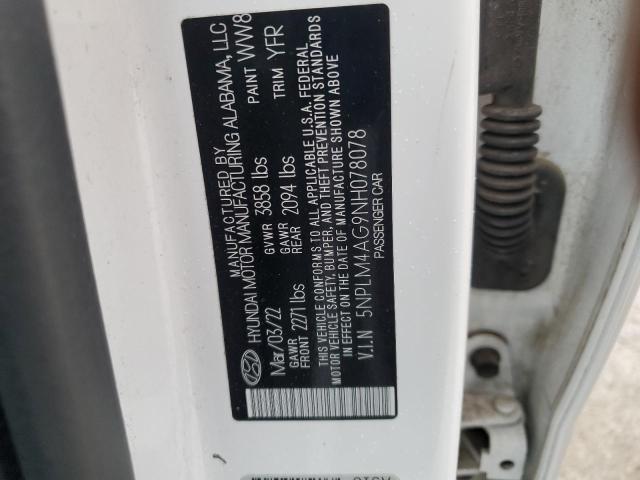 MANUFACTURED BY
HYUNDAI MOTOR MANUFACTURING ALABAMA, LLC
Mar/03/22 GVWR 3858 lbs PAINT WW8
GAWR FRONT 2271 lbs GAWR REAR 2094 lbs TRIM YFR
THIS VEHICLE CONFORMS TO ALL APPLICABLE U.S.A. FEDERAL
MOTOR VEHICLE SAFETY, BUMPER, AND THEFT PREVENTION STANDARDS
IN EFFECT ON THE DATE OF MANUFACTURE SHOWN ABOVE
V.I.N 5NPLM4AG9NH078078
PASSENGER CAR